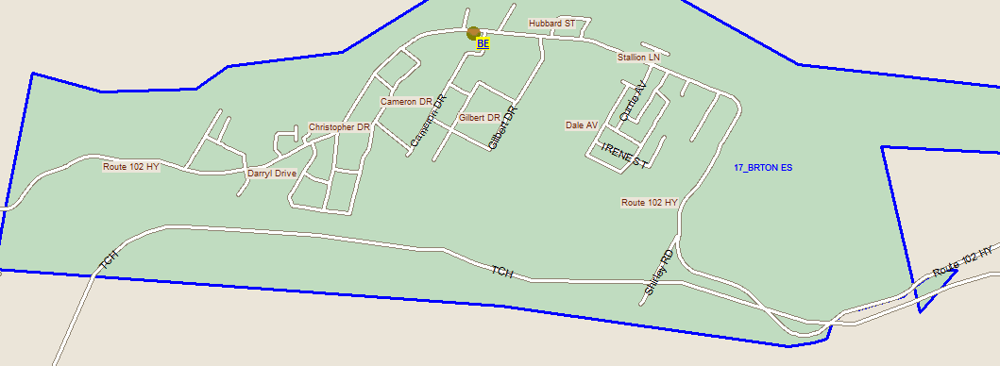 Hubbard ST
BE
Stallion LN
Cameron DR
Cameron DR
Curtie AV
Gilbert DR
Gilbert DR
Christopher DR
Dale AV
IRENE ST
Route 102 HY
Darryl Drive
17_BRTON ES
Route 102 HY
TCH
TCH
Shirley RD
Route 102 HY